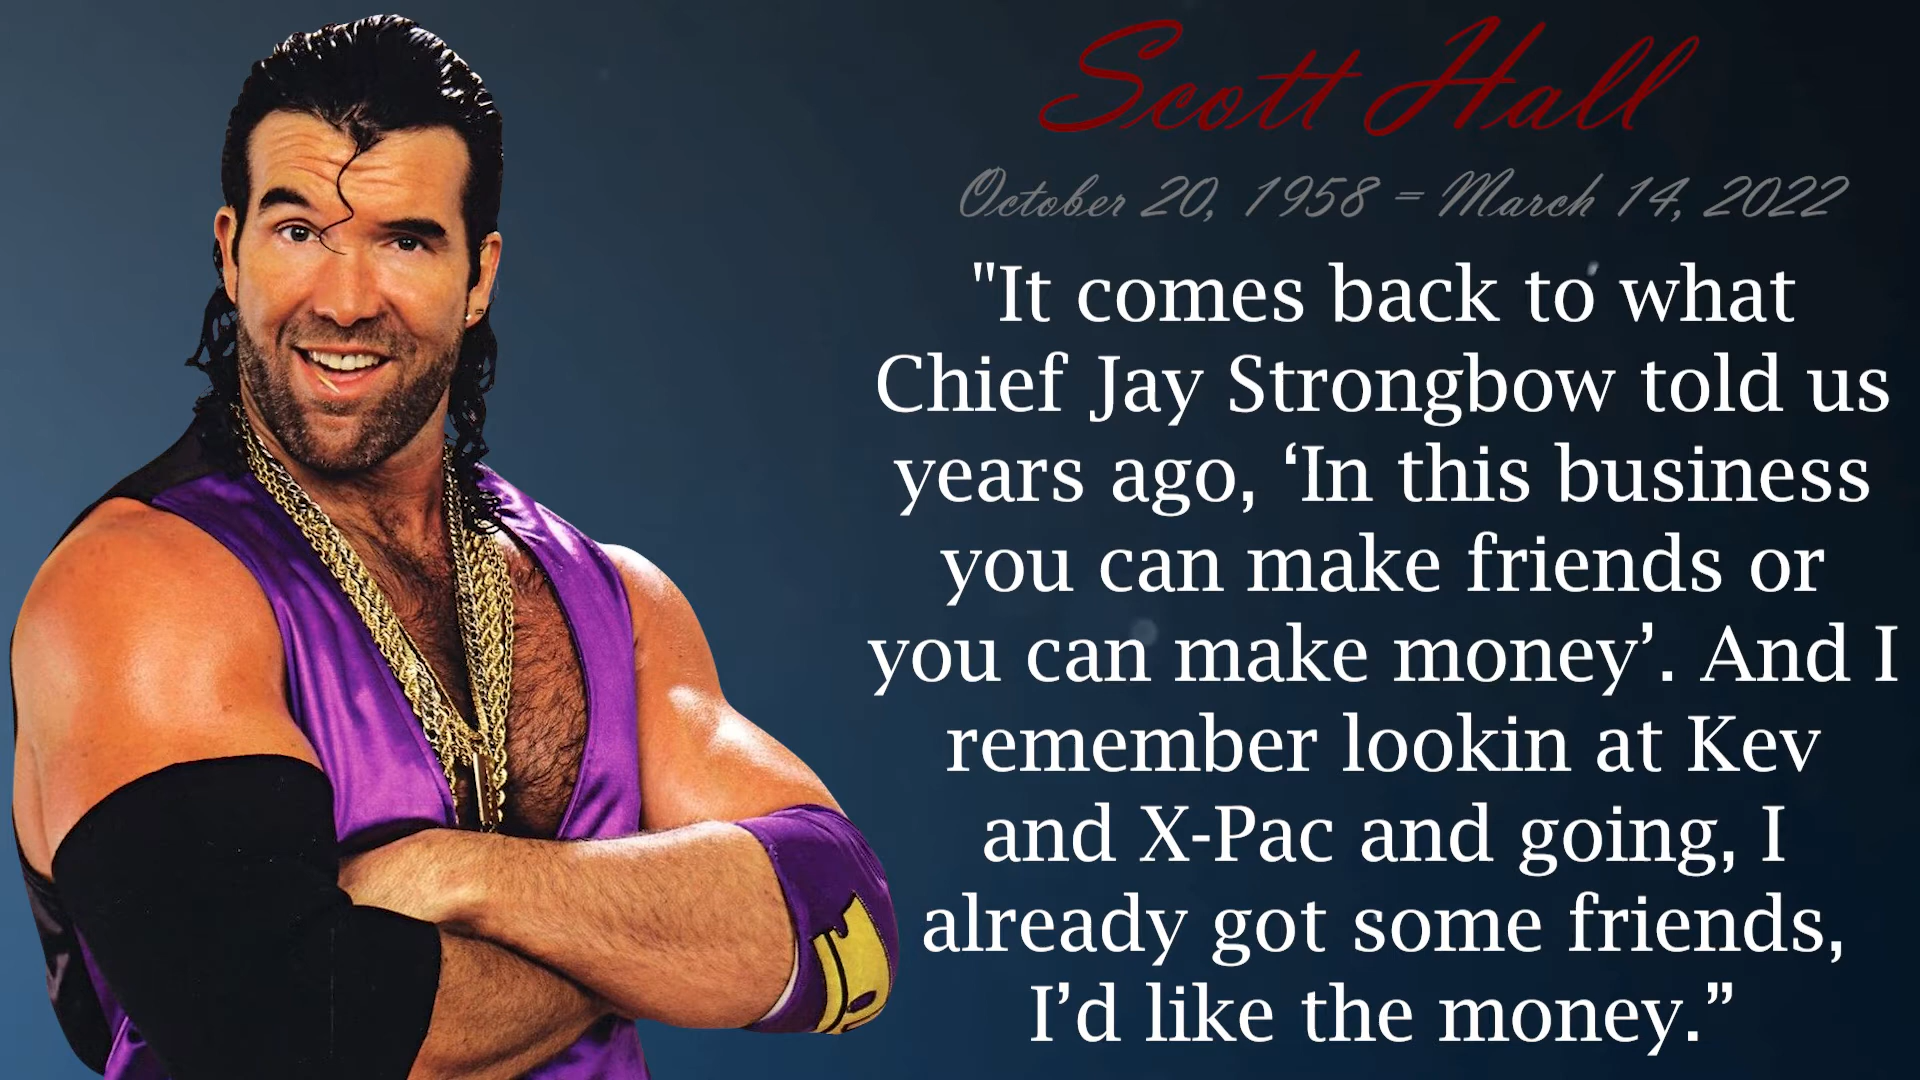 Scott Hall
October 20, 1958 = March 14, 2022
"It comes back to what
Chief Jay Strongbow told us
years ago, ‘In this business
you can make friends or
you can make money’. And I
remember lookin at Kev
and X-Pac and going, I
already got some friends,
I’d like the money.”